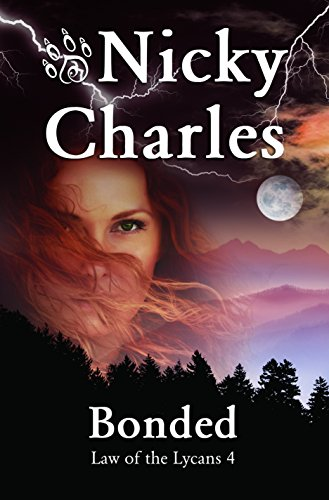 Nicky
Charles
Bonded
Law of the Lycans 4